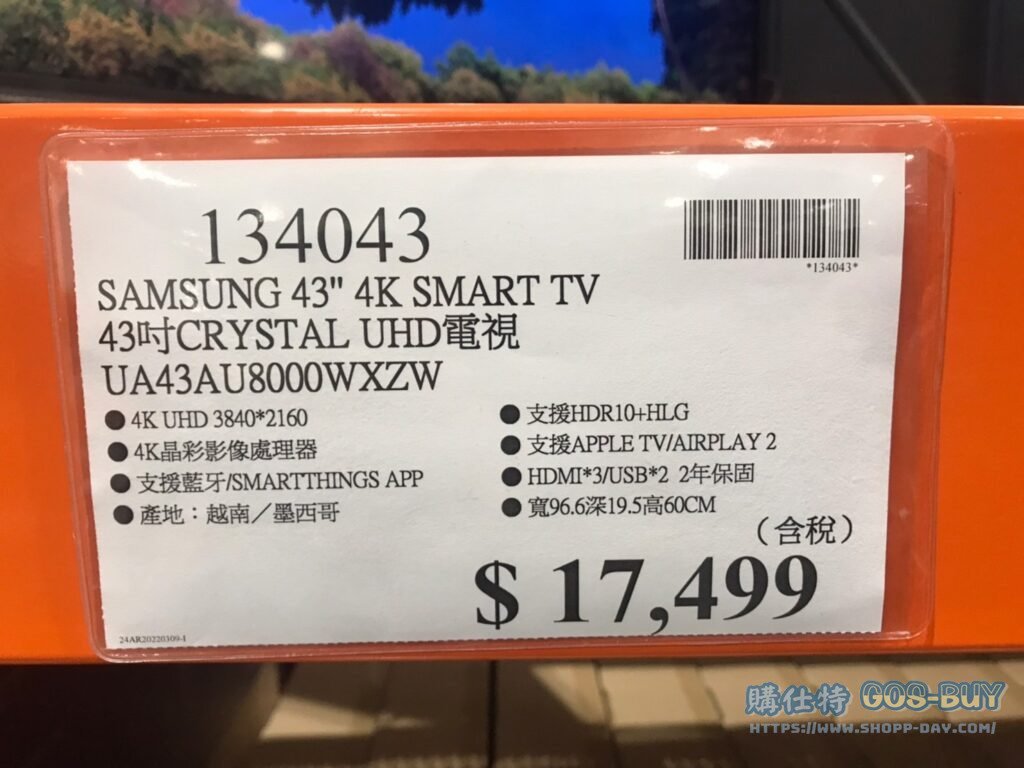 134043
*134043*
SAMSUNG 43" 4K SMART TV
43吋CRYSTAL UHD電視
UA43AU8000WXZW
● 4K UHD 3840*2160
● 4K晶彩影像處理器
● 支援藍牙/SMARTTHINGS APP
● 產地：越南／墨西哥
● 支援HDR10+HLG
● 支援APPLE TV/AIRPLAY 2
● HDMI*3/USB*2 2年保固
● 寬96.6深19.5高60CM
（含稅）
$ 17,499
24AR20220309-I
購仕特 GOS-BUY
HTTPS://WWW.SHOPP-DAY.COM/